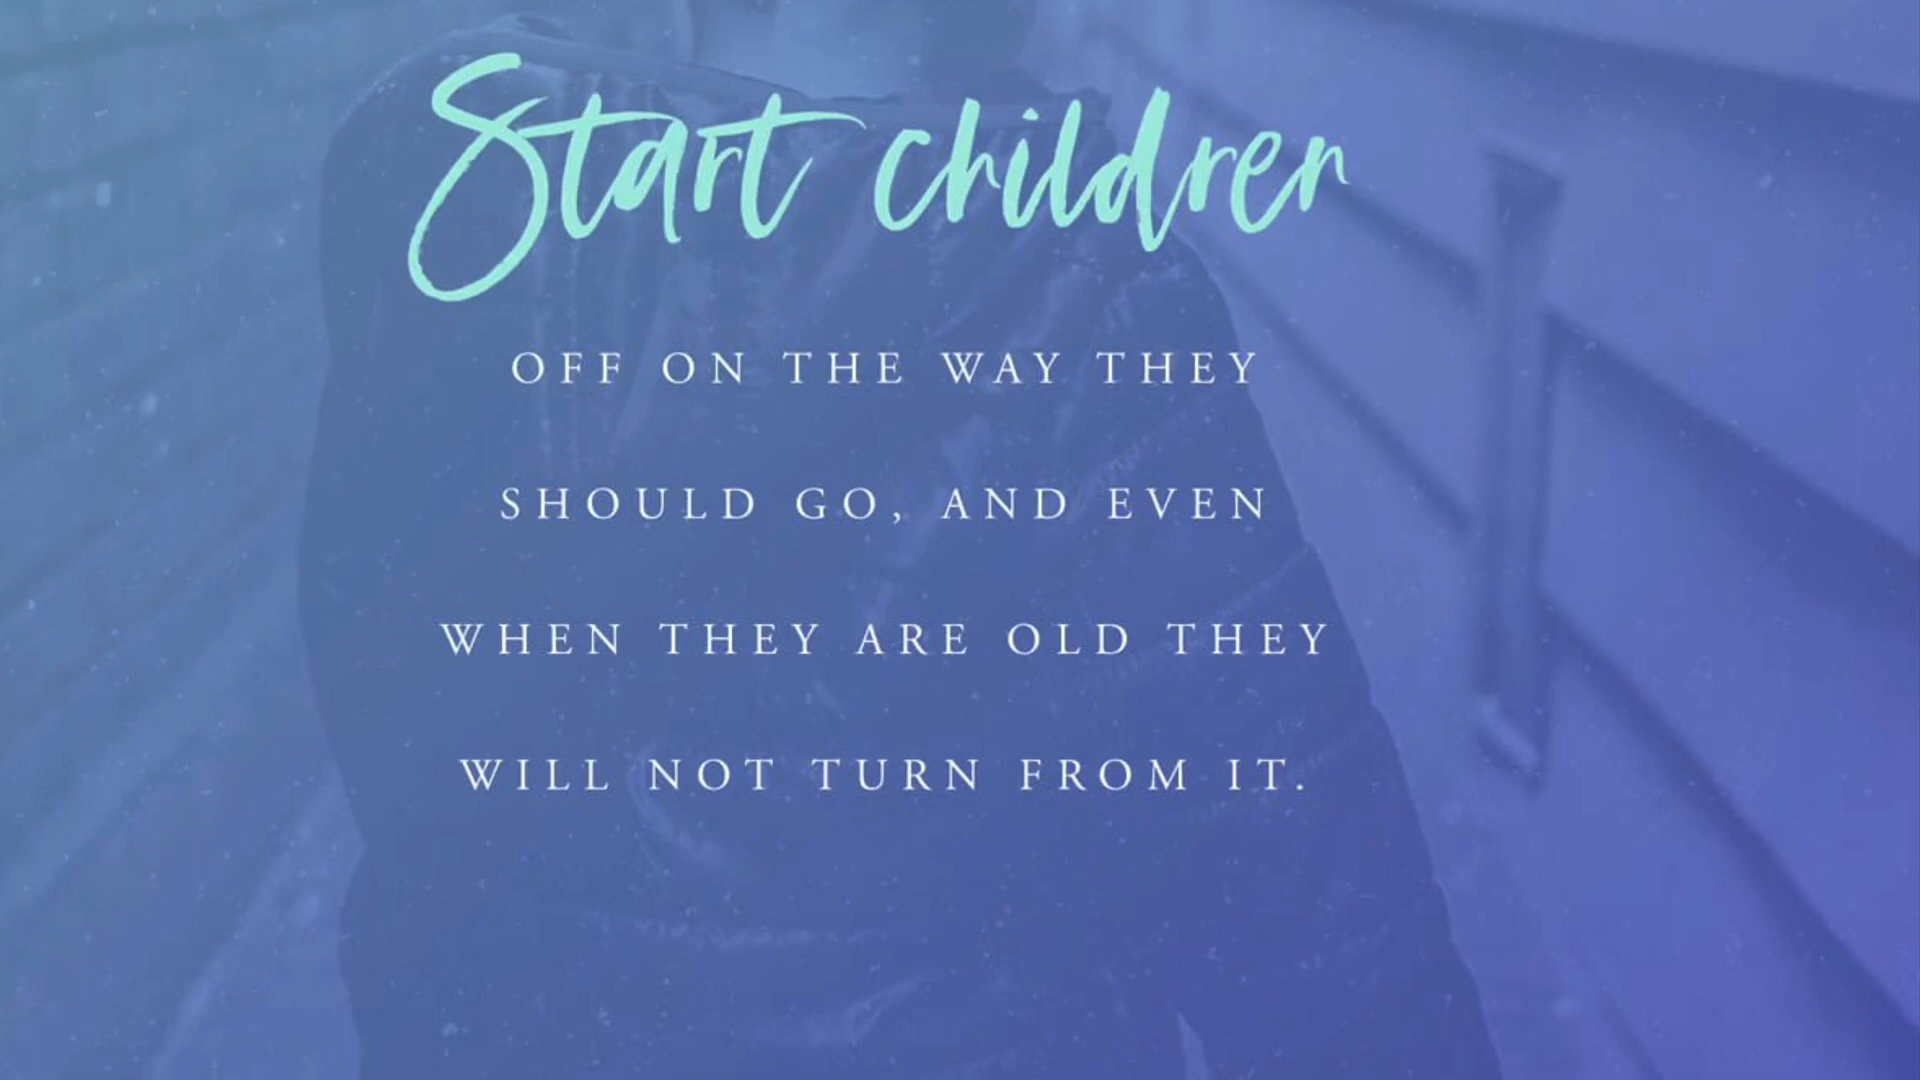 Start children
OFF ON THE WAY THEY
SHOULD GO, AND EVEN
WHEN THEY ARE OLD THEY
WILL NOT TURN FROM IT.